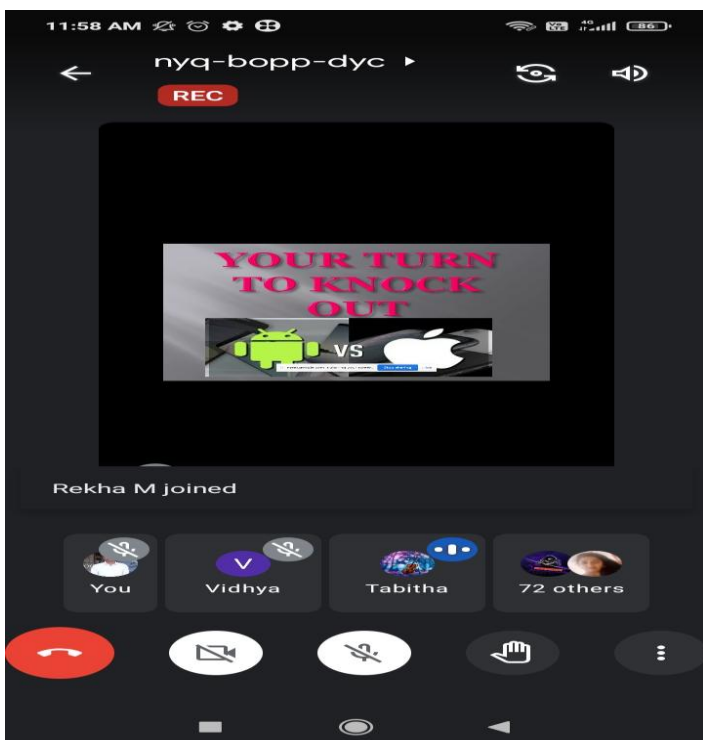 11:58 AM 4G 86
nyq-bopp-dyc
REC
YOUR TURN
TO KNOCK
OUT
VS
Rekha M joined
V
You Vidhya Tabitha 72 others